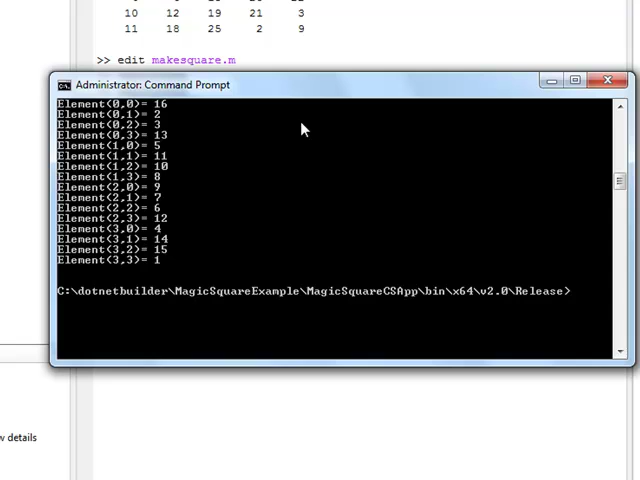 10 12 19 21 3
11 18 25 2 9
>> edit makesquare.m
Administrator: Command Prompt
Element(0,0)= 16
Element(0,1)= 2
Element(0,2)= 3
Element(0,3)= 13
Element(1,0)= 5
Element(1,1)= 11
Element(1,2)= 10
Element(1,3)= 8
Element(2,0)= 9
Element(2,1)= 7
Element(2,2)= 6
Element(2,3)= 12
Element(3,0)= 4
Element(3,1)= 14
Element(3,2)= 15
Element(3,3)= 1
C:\dotnetbuilder\MagicSquareExample\MagicSquareCSApp\bin\x64\v2.0\Release>
w details